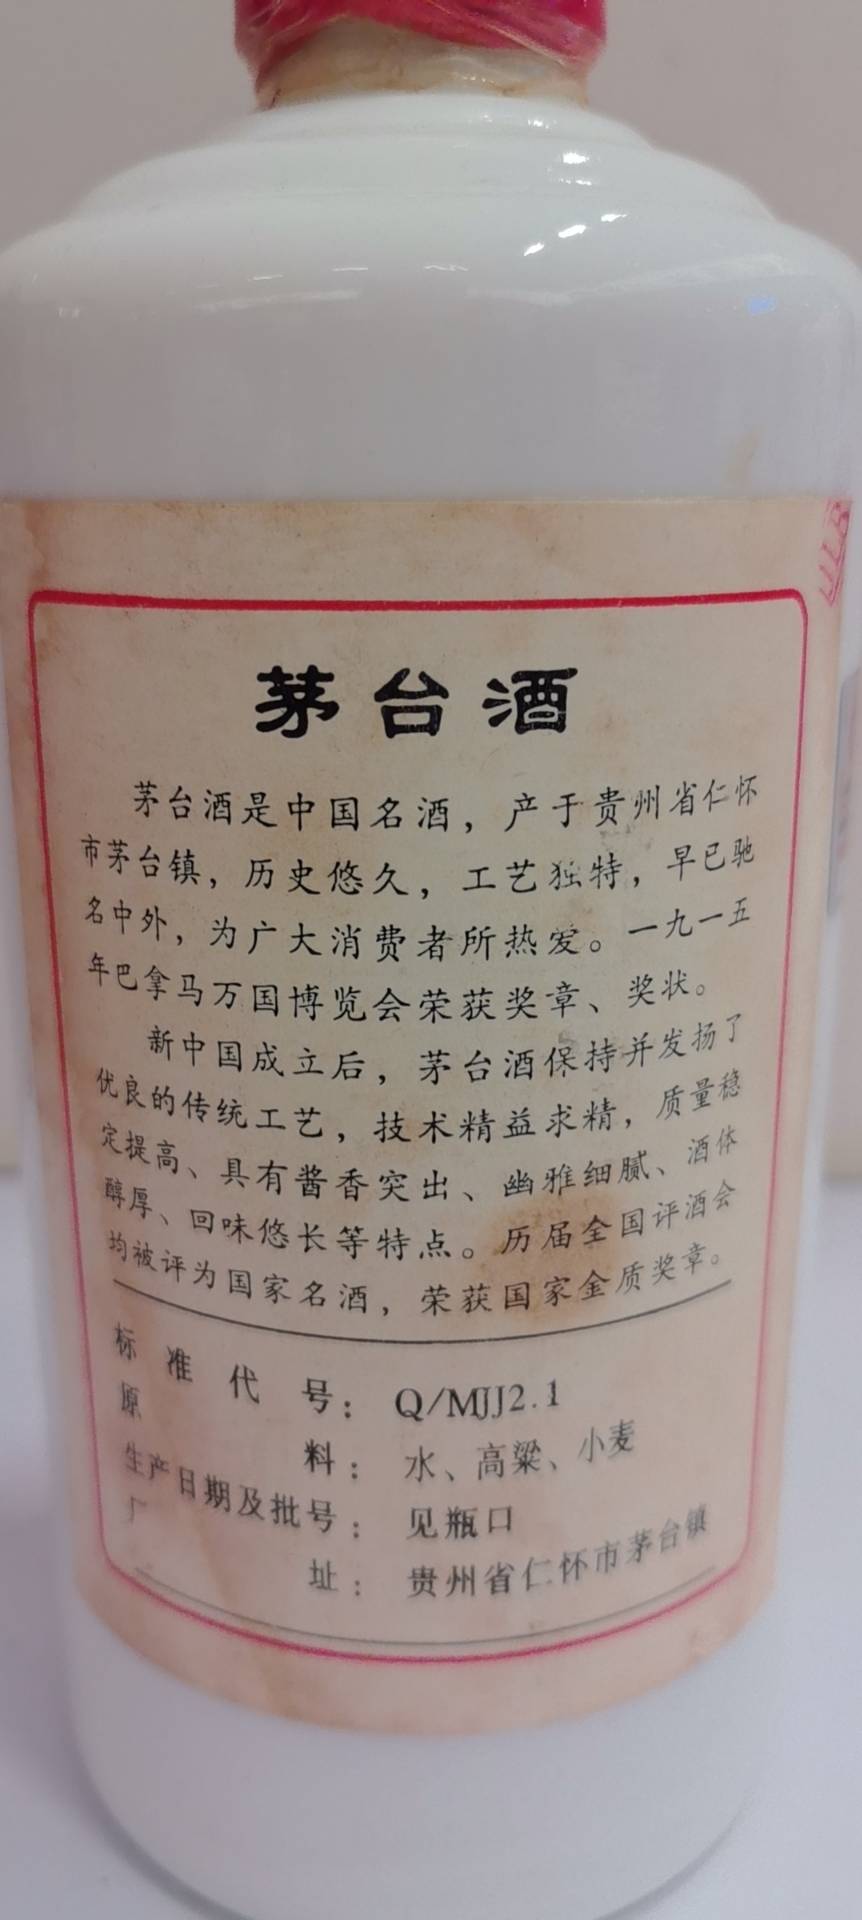 茅台酒
茅台酒是中国名酒，产于贵州省仁怀
市茅台镇，历史悠久，工艺独特，早已驰
名中外，为广大消费者所热爱。一九一五
年巴拿马万国博览会荣获奖章、奖状。
新中国成立后，茅台酒保持并发扬了
优良的传统工艺，技术精益求精，质量稳
定提高、具有酱香突出、幽雅细腻、酒体
醇厚、回味悠长等特点。历届全国评酒会
均被评为国家名酒，荣获国家金质奖章。
标准代号：Q/MJJ2.1
原料：水、高粱、小麦
生产日期及批号：见瓶口
厂址：贵州省仁怀市茅台镇